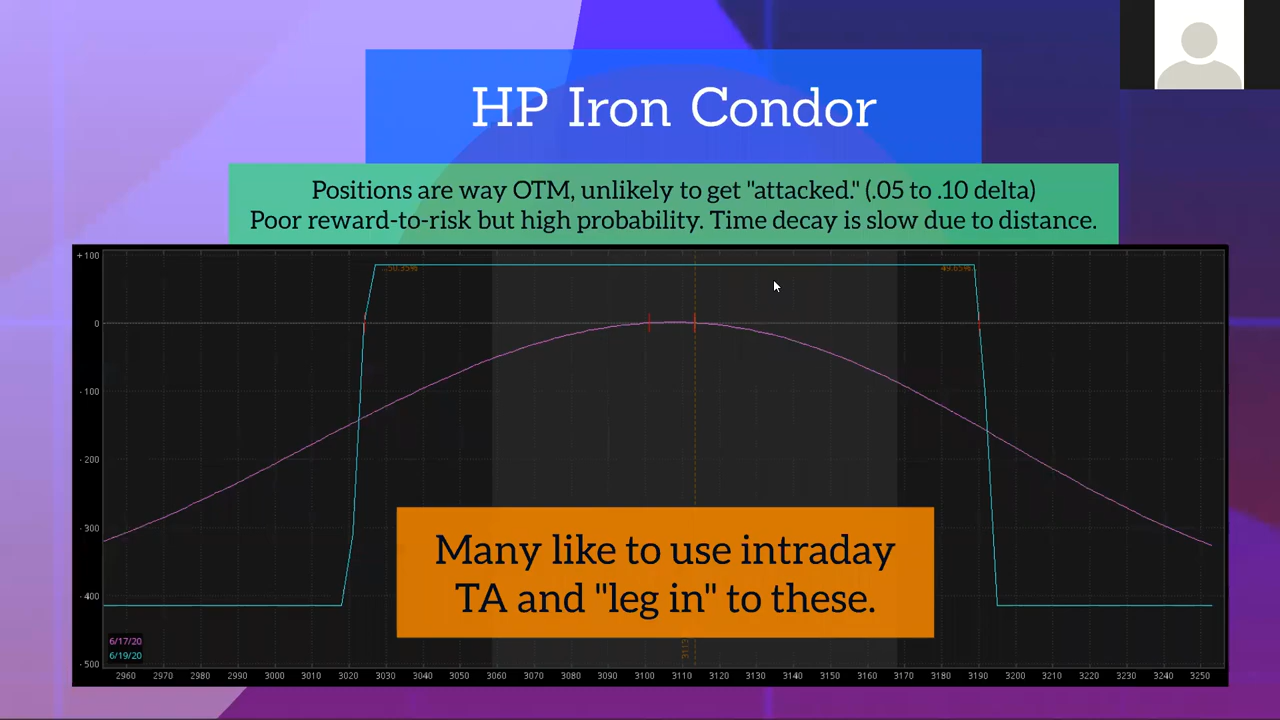 HP Iron Condor
Positions are way OTM, unlikely to get "attacked." (.05 to .10 delta)
Poor reward-to-risk but high probability. Time decay is slow due to distance.
+100
50.35%
49.65%
0
-100
-200
-300
-400
-500
Many like to use intraday
TA and "leg in" to these.
6/17/20
6/19/20
2960 2970 2980 2990 3000 3010 3020 3030 3040 3050 3060 3070 3080 3090 3100 3110 3120 3130 3140 3150 3160 3170 3180 3190 3200 3210 3220 3230 3240 3250